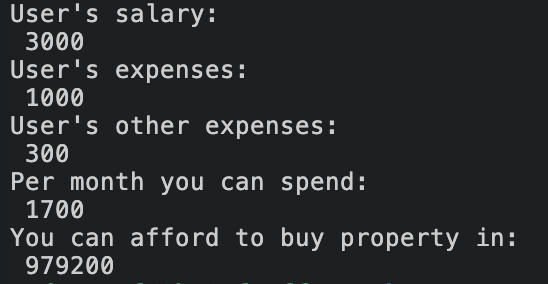 User's salary:
3000
User's expenses:
1000
User's other expenses:
300
Per month you can spend:
1700
You can afford to buy property in:
979200